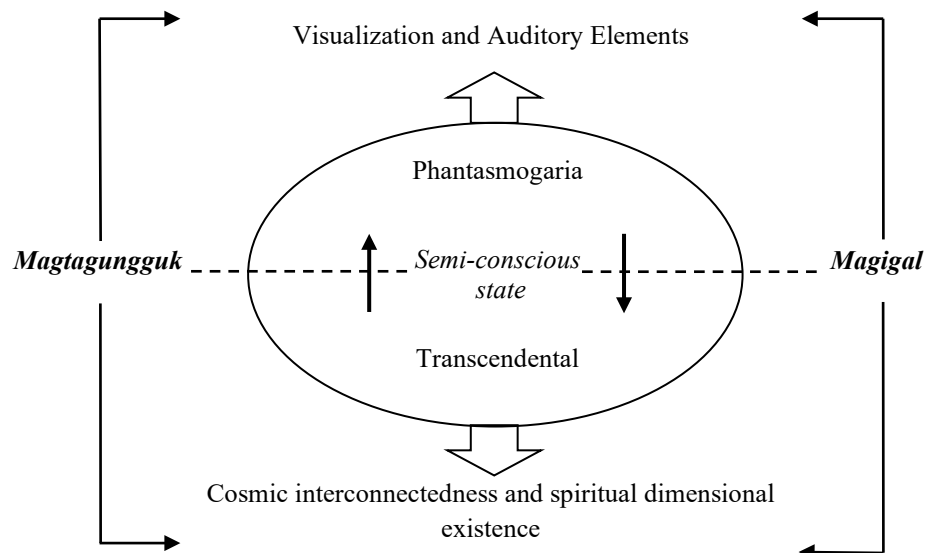 Visualization and Auditory Elements
Phantasmogaria
Magtagungguk
Semi-conscious
state
Magigal
Transcendental
Cosmic interconnectedness and spiritual dimensional
existence